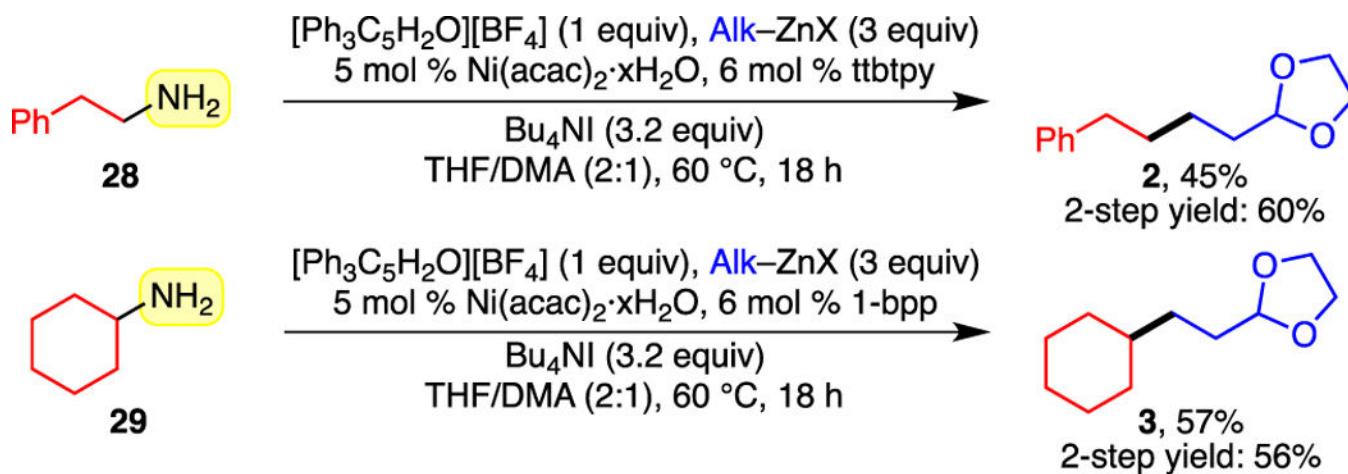 [Ph₃C₅H₂O][BF₄] (1 equiv), Alk–ZnX (3 equiv)
5 mol % Ni(acac)₂·xH₂O, 6 mol % ttbtpy
Ph NH₂
Bu₄NI (3.2 equiv)
THF/DMA (2:1), 60 °C, 18 h
28
Ph O O
2, 45%
2-step yield: 60%
[Ph₃C₅H₂O][BF₄] (1 equiv), Alk–ZnX (3 equiv)
5 mol % Ni(acac)₂·xH₂O, 6 mol % 1-bpp
NH₂
Bu₄NI (3.2 equiv)
THF/DMA (2:1), 60 °C, 18 h
29
O O
3, 57%
2-step yield: 56%